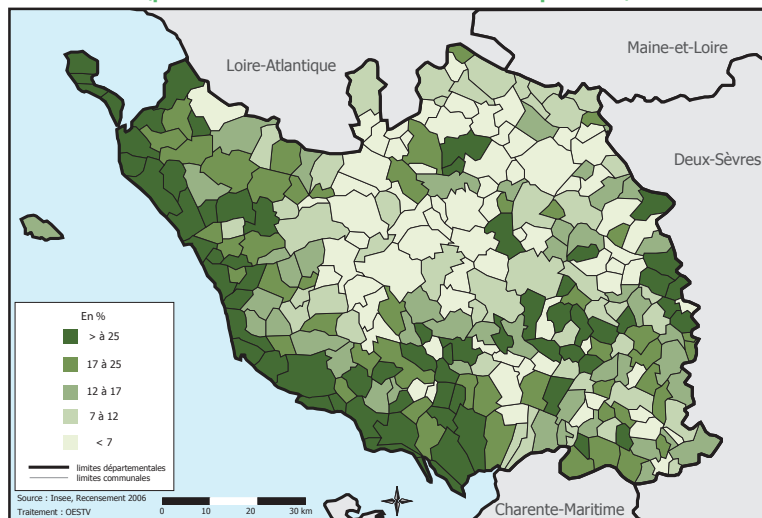 Loire-Atlantique
Maine-et-Loire
Deux-Sèvres
En %
> à 25
17 à 25
12 à 17
7 à 12
< 7
limites départementales
limites communales
Source : Insee, Recensement 2006
Traitement : OESTV
0 10 20 30 km
Charente-Maritime